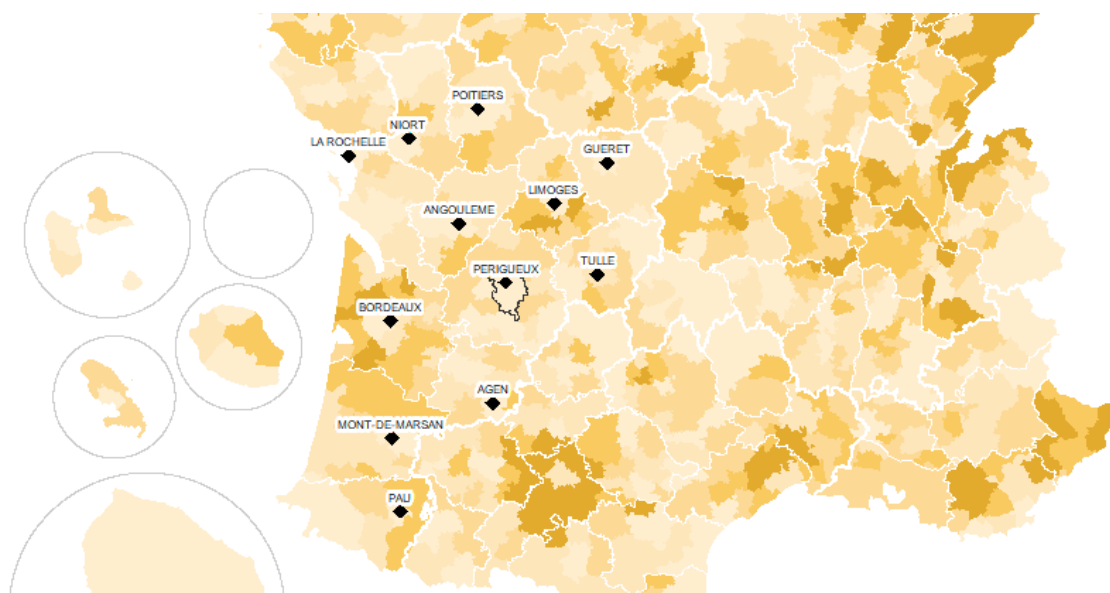 POITIERS
NIORT
LA ROCHELLE
GUERET
LIMOGES
ANGOULEME
PERIGUEUX
TULLE
BORDEAUX
AGEN
MONT-DE-MARSAN
PAU